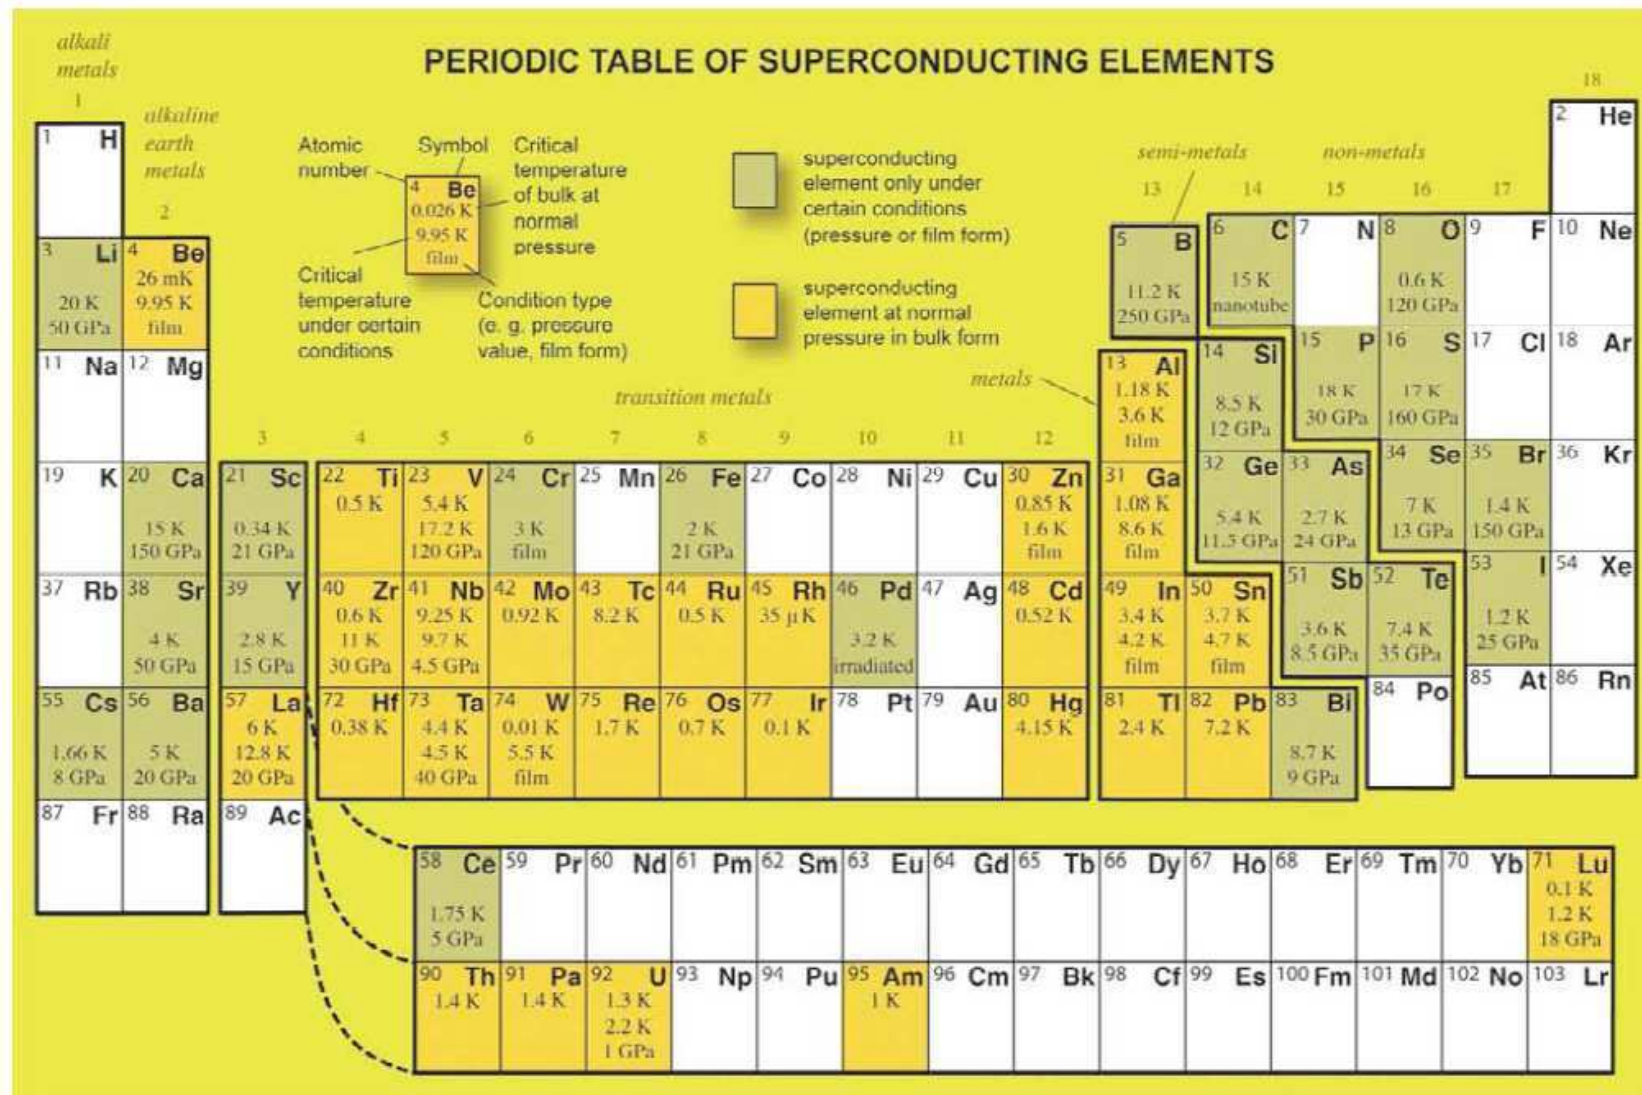 PERIODIC TABLE OF SUPERCONDUCTING ELEMENTS
alkali
metals
1
alkaline
earth
metals
2
Atomic
number
Symbol
Critical
temperature
of bulk at
normal
pressure
4 Be
0.026 K
9.95 K
film
Critical
temperature
under certain
conditions
Condition type
(e. g. pressure
value, film form)
superconducting
element only under
certain conditions
(pressure or film form)
superconducting
element at normal
pressure in bulk form
semi-metals
non-metals
metals
transition metals
13 14 15 16 17 18
3 4 5 6 7 8 9 10 11 12
1 H
2 He
3 Li
20 K
50 GPa
4 Be
26 mK
9.95 K
film
5 B
11.2 K
250 GPa
6 C
15 K
nanotube
7 N
8 O
0.6 K
120 GPa
9 F
10 Ne
11 Na
12 Mg
13 Al
1.18 K
3.6 K
film
14 Si
8.5 K
12 GPa
15 P
18 K
30 GPa
16 S
17 K
160 GPa
17 Cl
18 Ar
19 K
20 Ca
15 K
150 GPa
21 Sc
0.34 K
21 GPa
22 Ti
0.5 K
23 V
5.4 K
17.2 K
120 GPa
24 Cr
3 K
film
25 Mn
26 Fe
2 K
21 GPa
27 Co
28 Ni
29 Cu
30 Zn
0.85 K
1.6 K
film
31 Ga
1.08 K
8.6 K
film
32 Ge
5.4 K
11.5 GPa
33 As
2.7 K
24 GPa
34 Se
7 K
13 GPa
35 Br
1.4 K
150 GPa
36 Kr
37 Rb
38 Sr
4 K
50 GPa
39 Y
2.8 K
15 GPa
40 Zr
0.6 K
11 K
30 GPa
41 Nb
9.25 K
9.7 K
4.5 GPa
42 Mo
0.92 K
43 Tc
8.2 K
44 Ru
0.5 K
45 Rh
35 µ K
46 Pd
3.2 K
irradiated
47 Ag
48 Cd
0.52 K
49 In
3.4 K
4.2 K
film
50 Sn
3.7 K
4.7 K
film
51 Sb
3.6 K
8.5 GPa
52 Te
7.4 K
35 GPa
53 I
1.2 K
25 GPa
54 Xe
55 Cs
1.66 K
8 GPa
56 Ba
5 K
20 GPa
57 La
6 K
12.8 K
20 GPa
72 Hf
0.38 K
73 Ta
4.4 K
4.5 K
40 GPa
74 W
0.01 K
5.5 K
film
75 Re
1.7 K
76 Os
0.7 K
77 Ir
0.1 K
78 Pt
79 Au
80 Hg
4.15 K
81 Tl
2.4 K
82 Pb
7.2 K
83 Bi
8.7 K
9 GPa
84 Po
85 At
86 Rn
87 Fr
88 Ra
89 Ac
58 Ce
1.75 K
5 GPa
59 Pr
60 Nd
61 Pm
62 Sm
63 Eu
64 Gd
65 Tb
66 Dy
67 Ho
68 Er
69 Tm
70 Yb
71 Lu
0.1 K
1.2 K
18 GPa
90 Th
1.4 K
91 Pa
1.4 K
92 U
1.3 K
2.2 K
1 GPa
93 Np
94 Pu
95 Am
1 K
96 Cm
97 Bk
98 Cf
99 Es
100 Fm
101 Md
102 No
103 Lr